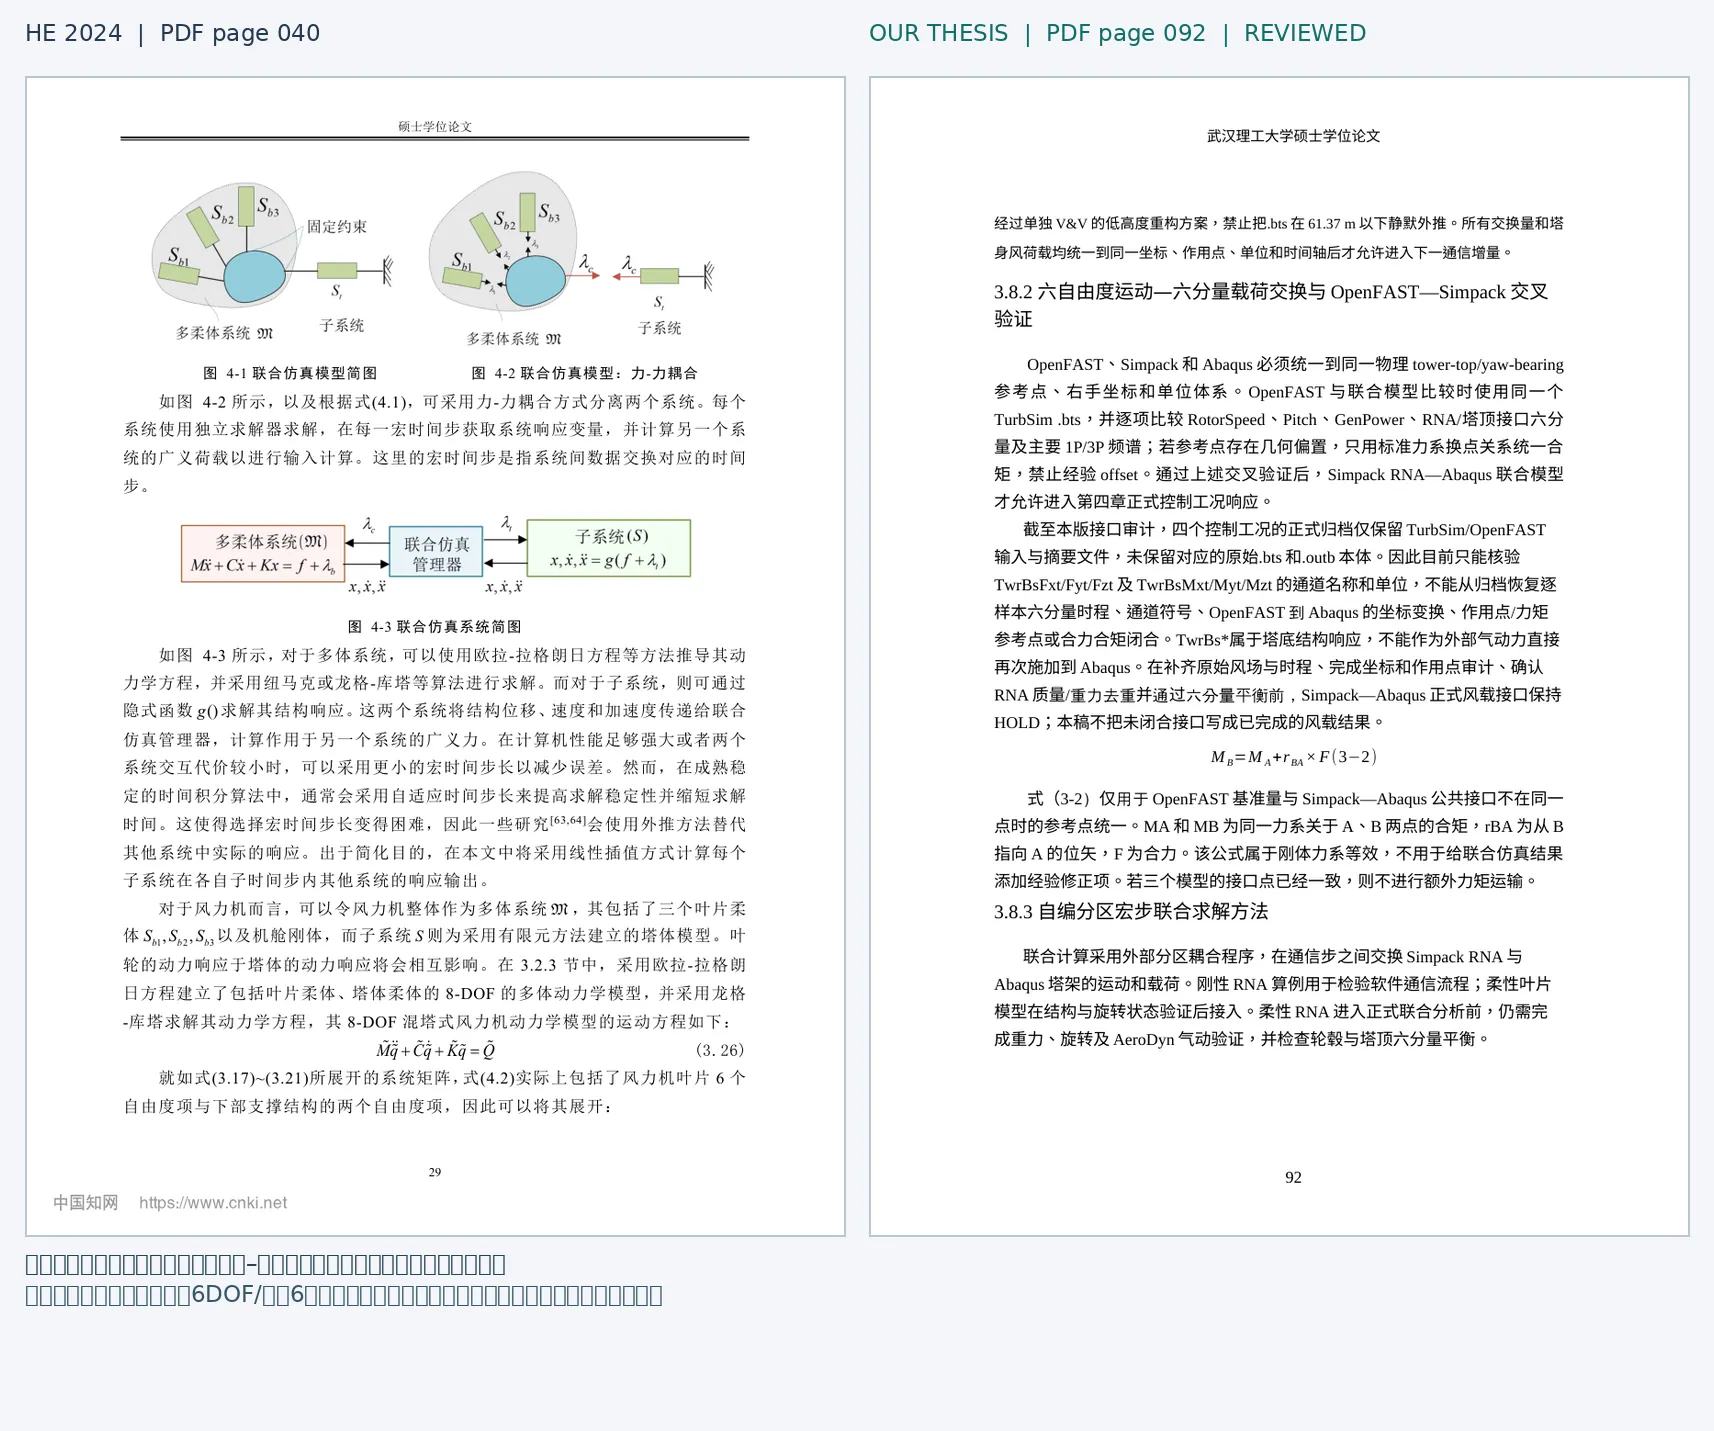 HE 2024 | PDF page 040
硕士学位论文
S_b1
S_b2
S_b3
固定约束
S_t
子系统
多柔体系统 𝔐
S_b1
S_b2
S_b3
λ_c
λ_c
S_t
子系统
多柔体系统 𝔐
图 4-1 联合仿真模型简图
图 4-2 联合仿真模型：力-力耦合
如图 4-2 所示，以及根据式(4.1)，可采用力-力耦合方式分离两个系统。每个
系统使用独立求解器求解，在每一宏时间步获取系统响应变量，并计算另一个系
统的广义荷载以进行输入计算。这里的宏时间步是指系统间数据交换对应的时间
步。
多柔体系统(𝔐)
Mẍ + Cẋ + Kx = f + λ_b
λ_c
x, ẋ, ẍ
联合仿真
管理器
λ_t
x, ẋ, ẍ
子系统(S)
x, ẋ, ẍ = g( f + λ_t )
图 4-3 联合仿真系统简图
如图 4-3 所示，对于多体系统，可以使用欧拉-拉格朗日方程等方法推导其动
力学方程，并采用纽马克或龙格-库塔等算法进行求解。而对于子系统，则可通过
隐式函数 g()求解其结构响应。这两个系统将结构位移、速度和加速度传递给联合
仿真管理器，计算作用于另一个系统的广义力。在计算机性能足够强大或者两个
系统交互代价较小时，可以采用更小的宏时间步长以减少误差。然而，在成熟稳
定的时间积分算法中，通常会采用自适应时间步长来提高求解稳定性并缩短求解
时间。这使得选择宏时间步长变得困难，因此一些研究[63,64]会使用外推方法替代
其他系统中实际的响应。出于简化目的，在本文中将采用线性插值方式计算每个
子系统在各自子时间步内其他系统的响应输出。
对于风力机而言，可以令风力机整体作为多体系统𝔐，其包括了三个叶片柔
体 S_b1, S_b2, S_b3 以及机舱刚体，而子系统 S 则为采用有限元方法建立的塔体模型。叶
轮的动力响应于塔体的动力响应将会相互影响。在 3.2.3 节中，采用欧拉-拉格朗
日方程建立了包括叶片柔体、塔体柔体的 8-DOF 的多体动力学模型，并采用龙格
-库塔求解其动力学方程，其 8-DOF 混塔式风力机动力学模型的运动方程如下：
M̃q̃̈ + C̃q̃̇ + K̃q̃ = Q̃ (3.26)
就如式(3.17)~(3.21)所展开的系统矩阵，式(4.2)实际上包括了风力机叶片 6 个
自由度项与下部支撑结构的两个自由度项，因此可以将其展开：
29
中国知网 https://www.cnki.net
OUR THESIS | PDF page 092 | REVIEWED
武汉理工大学硕士学位论文
经过单独 V&V 的低高度重构方案，禁止把.bts 在 61.37 m 以下静默外推。所有交换量和塔
身风荷载均统一到同一坐标、作用点、单位和时间轴后才允许进入下一通信增量。
3.8.2 六自由度运动—六分量载荷交换与 OpenFAST—Simpack 交叉
验证
OpenFAST、Simpack 和 Abaqus 必须统一到同一物理 tower-top/yaw-bearing
参考点、右手坐标和单位体系。OpenFAST 与联合模型比较时使用同一个
TurbSim .bts，并逐项比较 RotorSpeed、Pitch、GenPower、RNA/塔顶接口六分
量及主要 1P/3P 频谱；若参考点存在几何偏置，只用标准力系换点关系统一合
矩，禁止经验 offset。通过上述交叉验证后，Simpack RNA—Abaqus 联合模型
才允许进入第四章正式控制工况响应。
截至本版接口审计，四个控制工况的正式归档仅保留 TurbSim/OpenFAST
输入与摘要文件，未保留对应的原始.bts 和.outb 本体。因此目前只能核验
TwrBsFxt/Fyt/Fzt 及 TwrBsMxt/Myt/Mzt 的通道名称和单位，不能从归档恢复逐
样本六分量时程、通道符号、OpenFAST 到 Abaqus 的坐标变换、作用点/力矩
参考点或合力合矩闭合。TwrBs*属于塔底结构响应，不能作为外部气动力直接
再次施加到 Abaqus。在补齐原始风场与时程、完成坐标和作用点审计、确认
RNA 质量/重力去重并通过六分量平衡前，Simpack—Abaqus 正式风载接口保持
HOLD；本稿不把未闭合接口写成已完成的风载结果。
M_B=M_A+r_BA×F(3−2)
式（3-2）仅用于 OpenFAST 基准量与 Simpack—Abaqus 公共接口不在同一
点时的参考点统一。MA 和 MB 为同一力系关于 A、B 两点的合矩，rBA 为从 B
指向 A 的位矢，F 为合力。该公式属于刚体力系等效，不用于给联合仿真结果
添加经验修正项。若三个模型的接口点已经一致，则不进行额外力矩运输。
3.8.3 自编分区宏步联合求解方法
联合计算采用外部分区耦合程序，在通信步之间交换 Simpack RNA 与
Abaqus 塔架的运动和载荷。刚性 RNA 算例用于检验软件通信流程；柔性叶片
模型在结构与旋转状态验证后接入。柔性 RNA 进入正式联合分析前，仍需完
成重力、旋转及 AeroDyn 气动验证，并检查轮毂与塔顶六分量平衡。
92
6DOF/
6